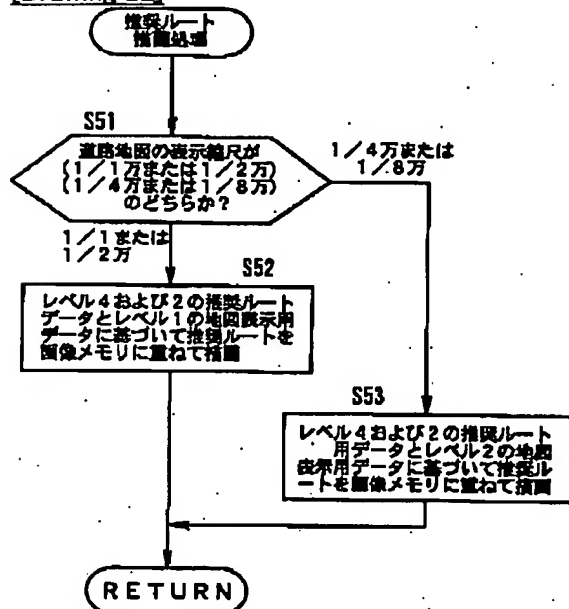 推奨ルート
描画処理
S51
道路地図の表示縮尺が
(1/1万または1/2万)
(1/4万または1/8万)
のどちらか?
1/4万または
1/8万
1/1または
1/2万
S52
レベル4および2の推奨ルート
データとレベル1の地図表示用
データに基づいて推奨ルートを
画像メモリに重ねて描画
S53
レベル4および2の推奨ルート
用データとレベル2の地図
表示用データに基づいて推奨ル
ートを画像メモリに重ねて描画
RETURN